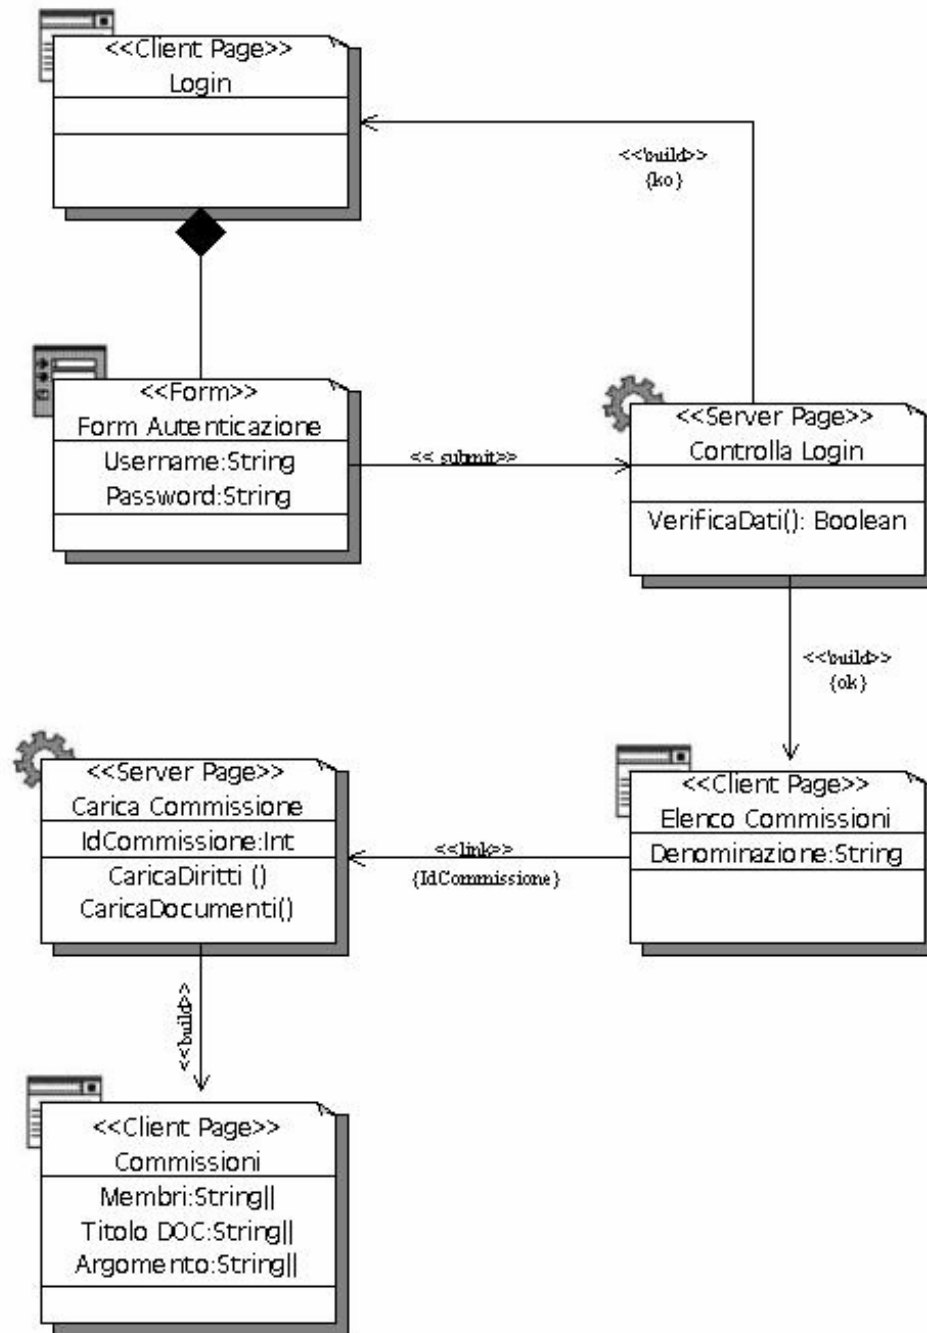 <<Client Page>>
Login
<<build>>
{ko}
<<Form>>
Form Autenticazione
Username:String
Password:String
<< submit>>
<<Server Page>>
Controlla Login
VerificaDati(): Boolean
<<build>>
{ok}
<<Server Page>>
Carica Commissione
IdCommissione:Int
CaricaDiritti ()
CaricaDocumenti()
<<link>>
{IdCommissione}
<<Client Page>>
Elenco Commissioni
Denominazione:String
<<build>>
<<Client Page>>
Commissioni
Membri:String||
Titolo DOC:String||
Argomento:String||